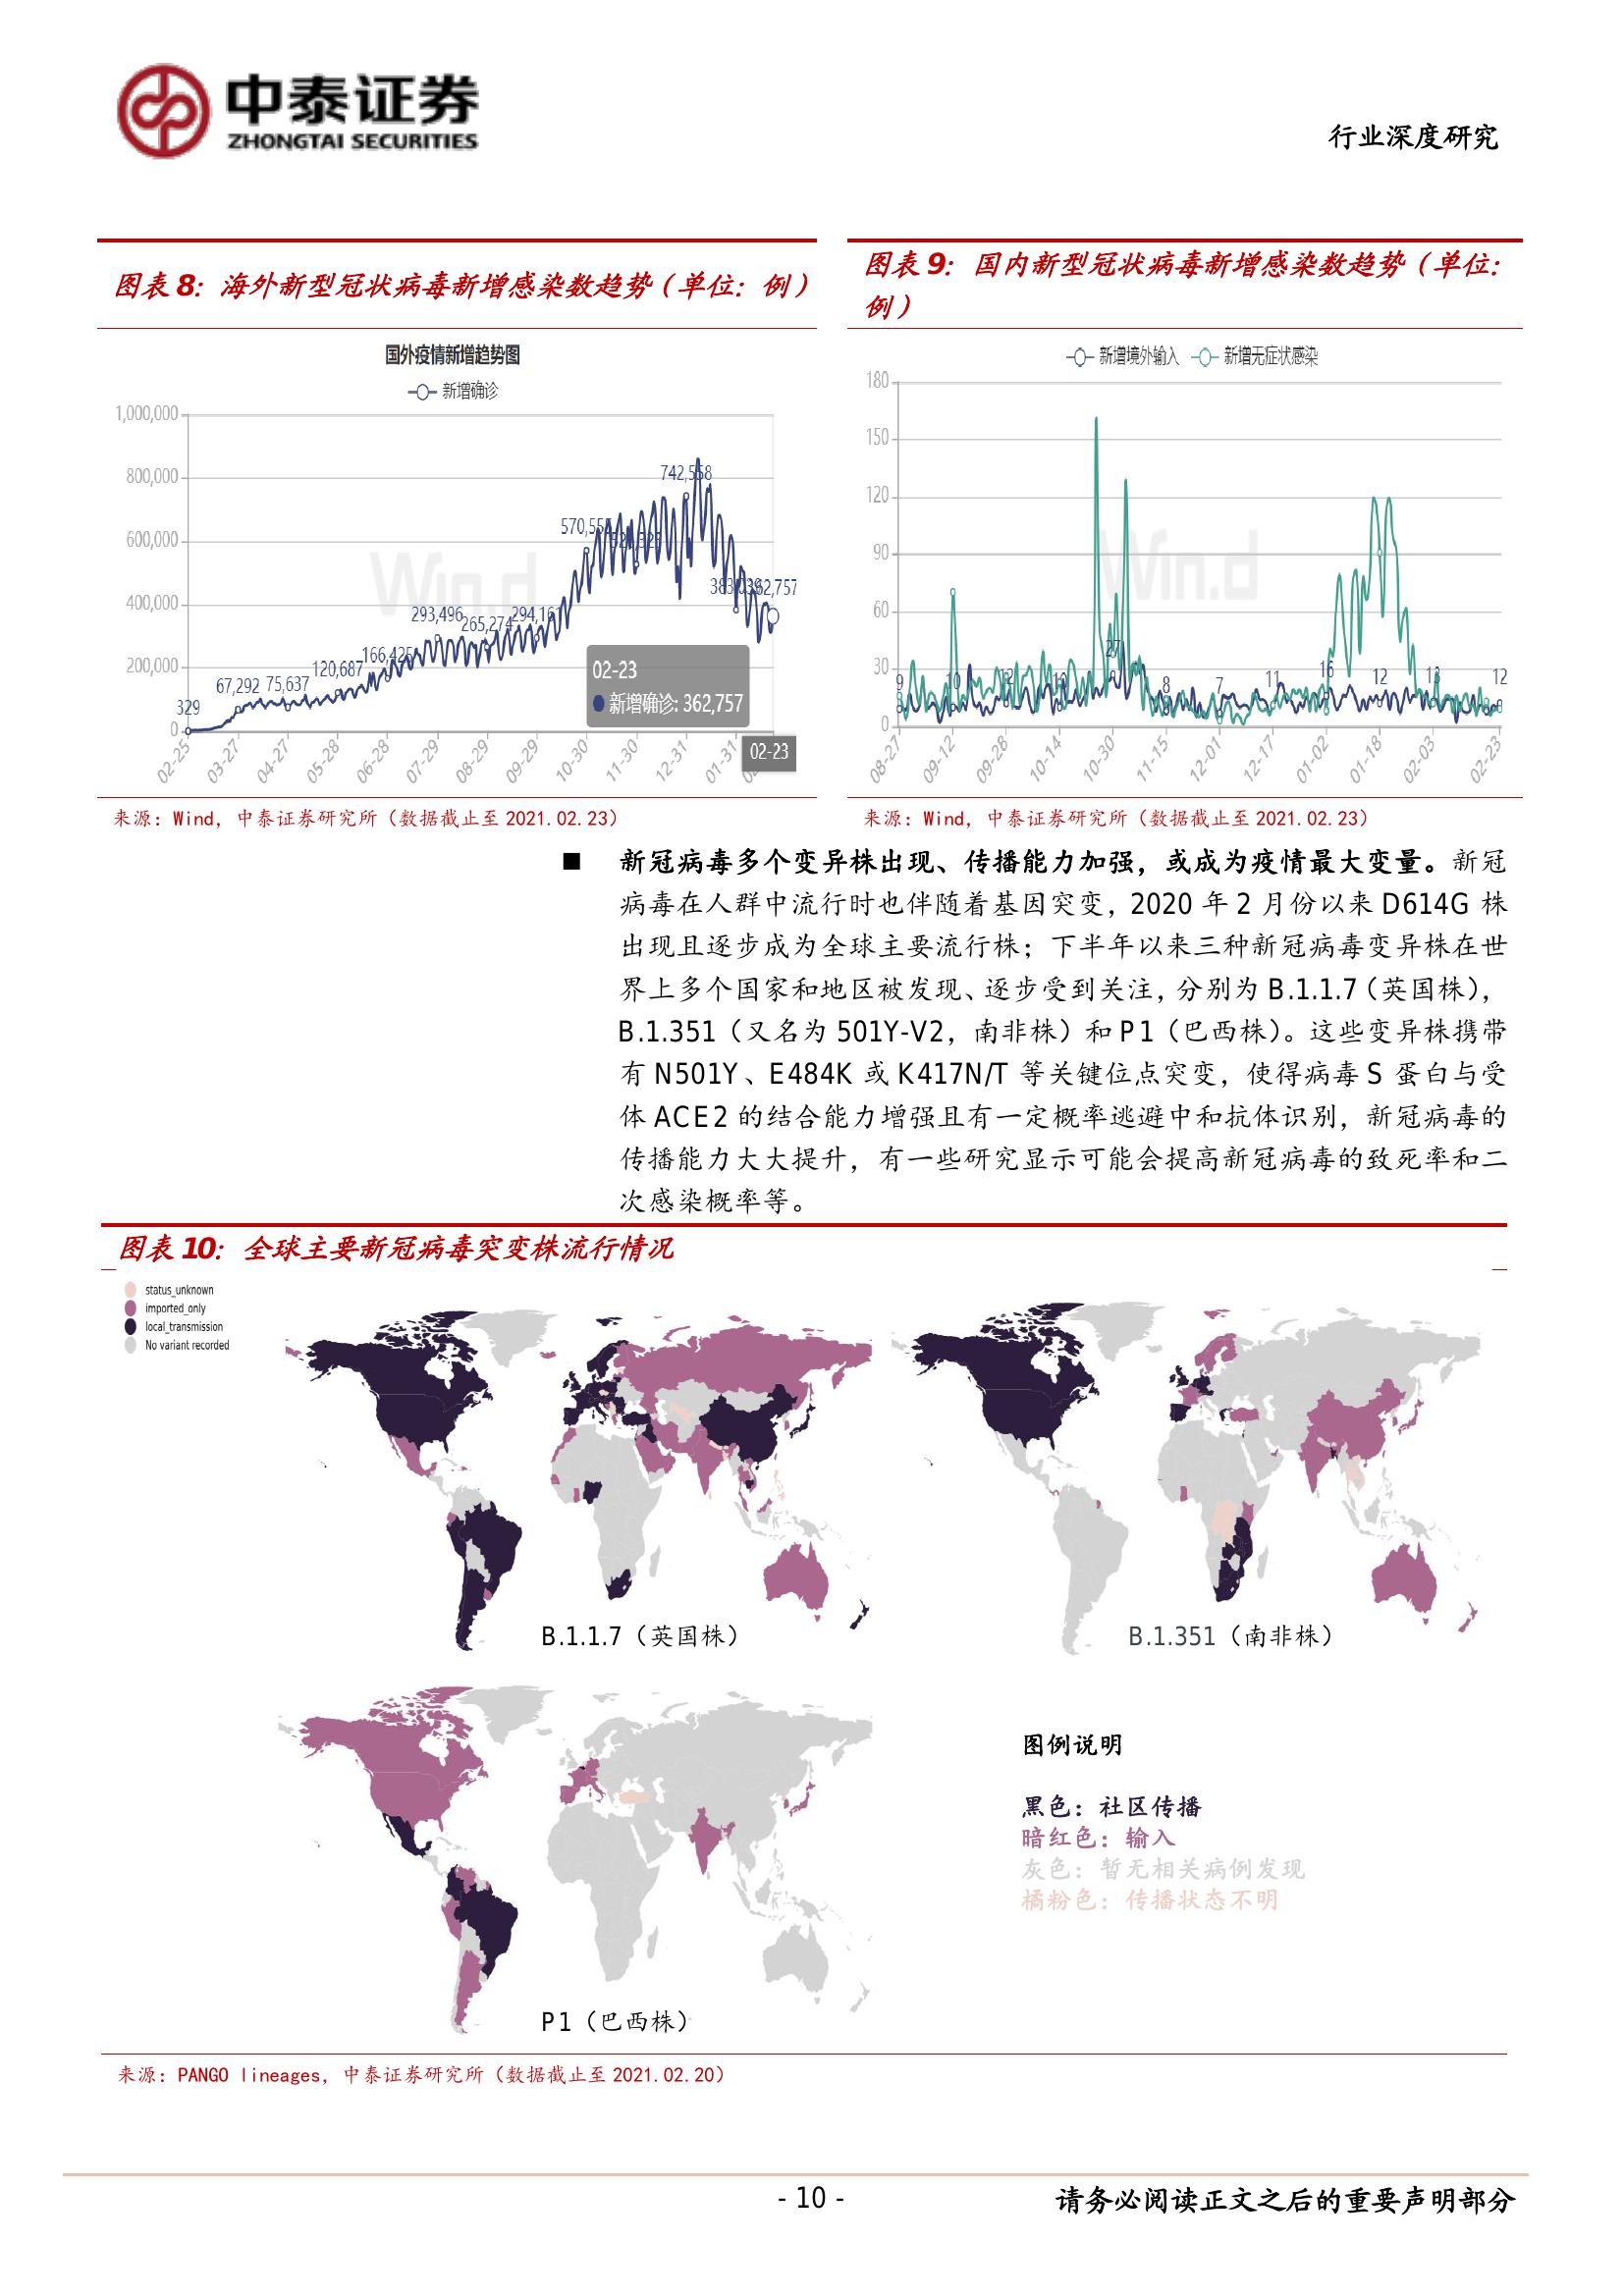 中泰证券
ZHONGTAI SECURITIES
行业深度研究
图表 8：海外新型冠状病毒新增感染数趋势（单位：例）
国外疫情新增趋势图
新增确诊
1,000,000
800,000
600,000
400,000
200,000
0
329
67,292
75,637
120,687
166,425
293,496
265,274
294,161
742,558
02-23
新增确诊: 362,757
02-25
03-27
04-27
05-28
06-28
07-29
08-29
09-29
10-30
11-30
12-31
01-31
02-23
来源：Wind，中泰证券研究所（数据截止至 2021.02.23）
图表 9：国内新型冠状病毒新增感染数趋势（单位：
例）
新增境外输入
新增无症状感染
180
150
120
90
60
30
0
9
10
12
27
8
7
11
16
12
13
12
08-27
09-12
09-28
10-14
10-30
11-15
12-01
12-17
01-02
01-18
02-03
02-23
Win.d
来源：Wind，中泰证券研究所（数据截止至 2021.02.23）
■ 新冠病毒多个变异株出现、传播能力加强，或成为疫情最大变量。新冠
病毒在人群中流行时也伴随着基因突变，2020 年 2 月份以来 D614G 株
出现且逐步成为全球主要流行株；下半年以来三种新冠病毒变异株在世
界上多个国家和地区被发现、逐步受到关注，分别为 B.1.1.7（英国株），
B.1.351（又名为 501Y-V2，南非株）和 P1（巴西株）。这些变异株携带
有 N501Y、E484K 或 K417N/T 等关键位点突变，使得病毒 S 蛋白与受
体 ACE2 的结合能力增强且有一定概率逃避中和抗体识别，新冠病毒的
传播能力大大提升，有一些研究显示可能会提高新冠病毒的致死率和二
次感染概率等。
图表 10：全球主要新冠病毒突变株流行情况
status_unknown
imported_only
local_transmission
No variant recorded
B.1.1.7（英国株）
B.1.351（南非株）
P1（巴西株）
图例说明
黑色：社区传播
暗红色：输入
灰色：暂无相关病例发现
橘粉色：传播状态不明
来源：PANGO lineages，中泰证券研究所（数据截止至 2021.02.20）
- 10 -
请务必阅读正文之后的重要声明部分